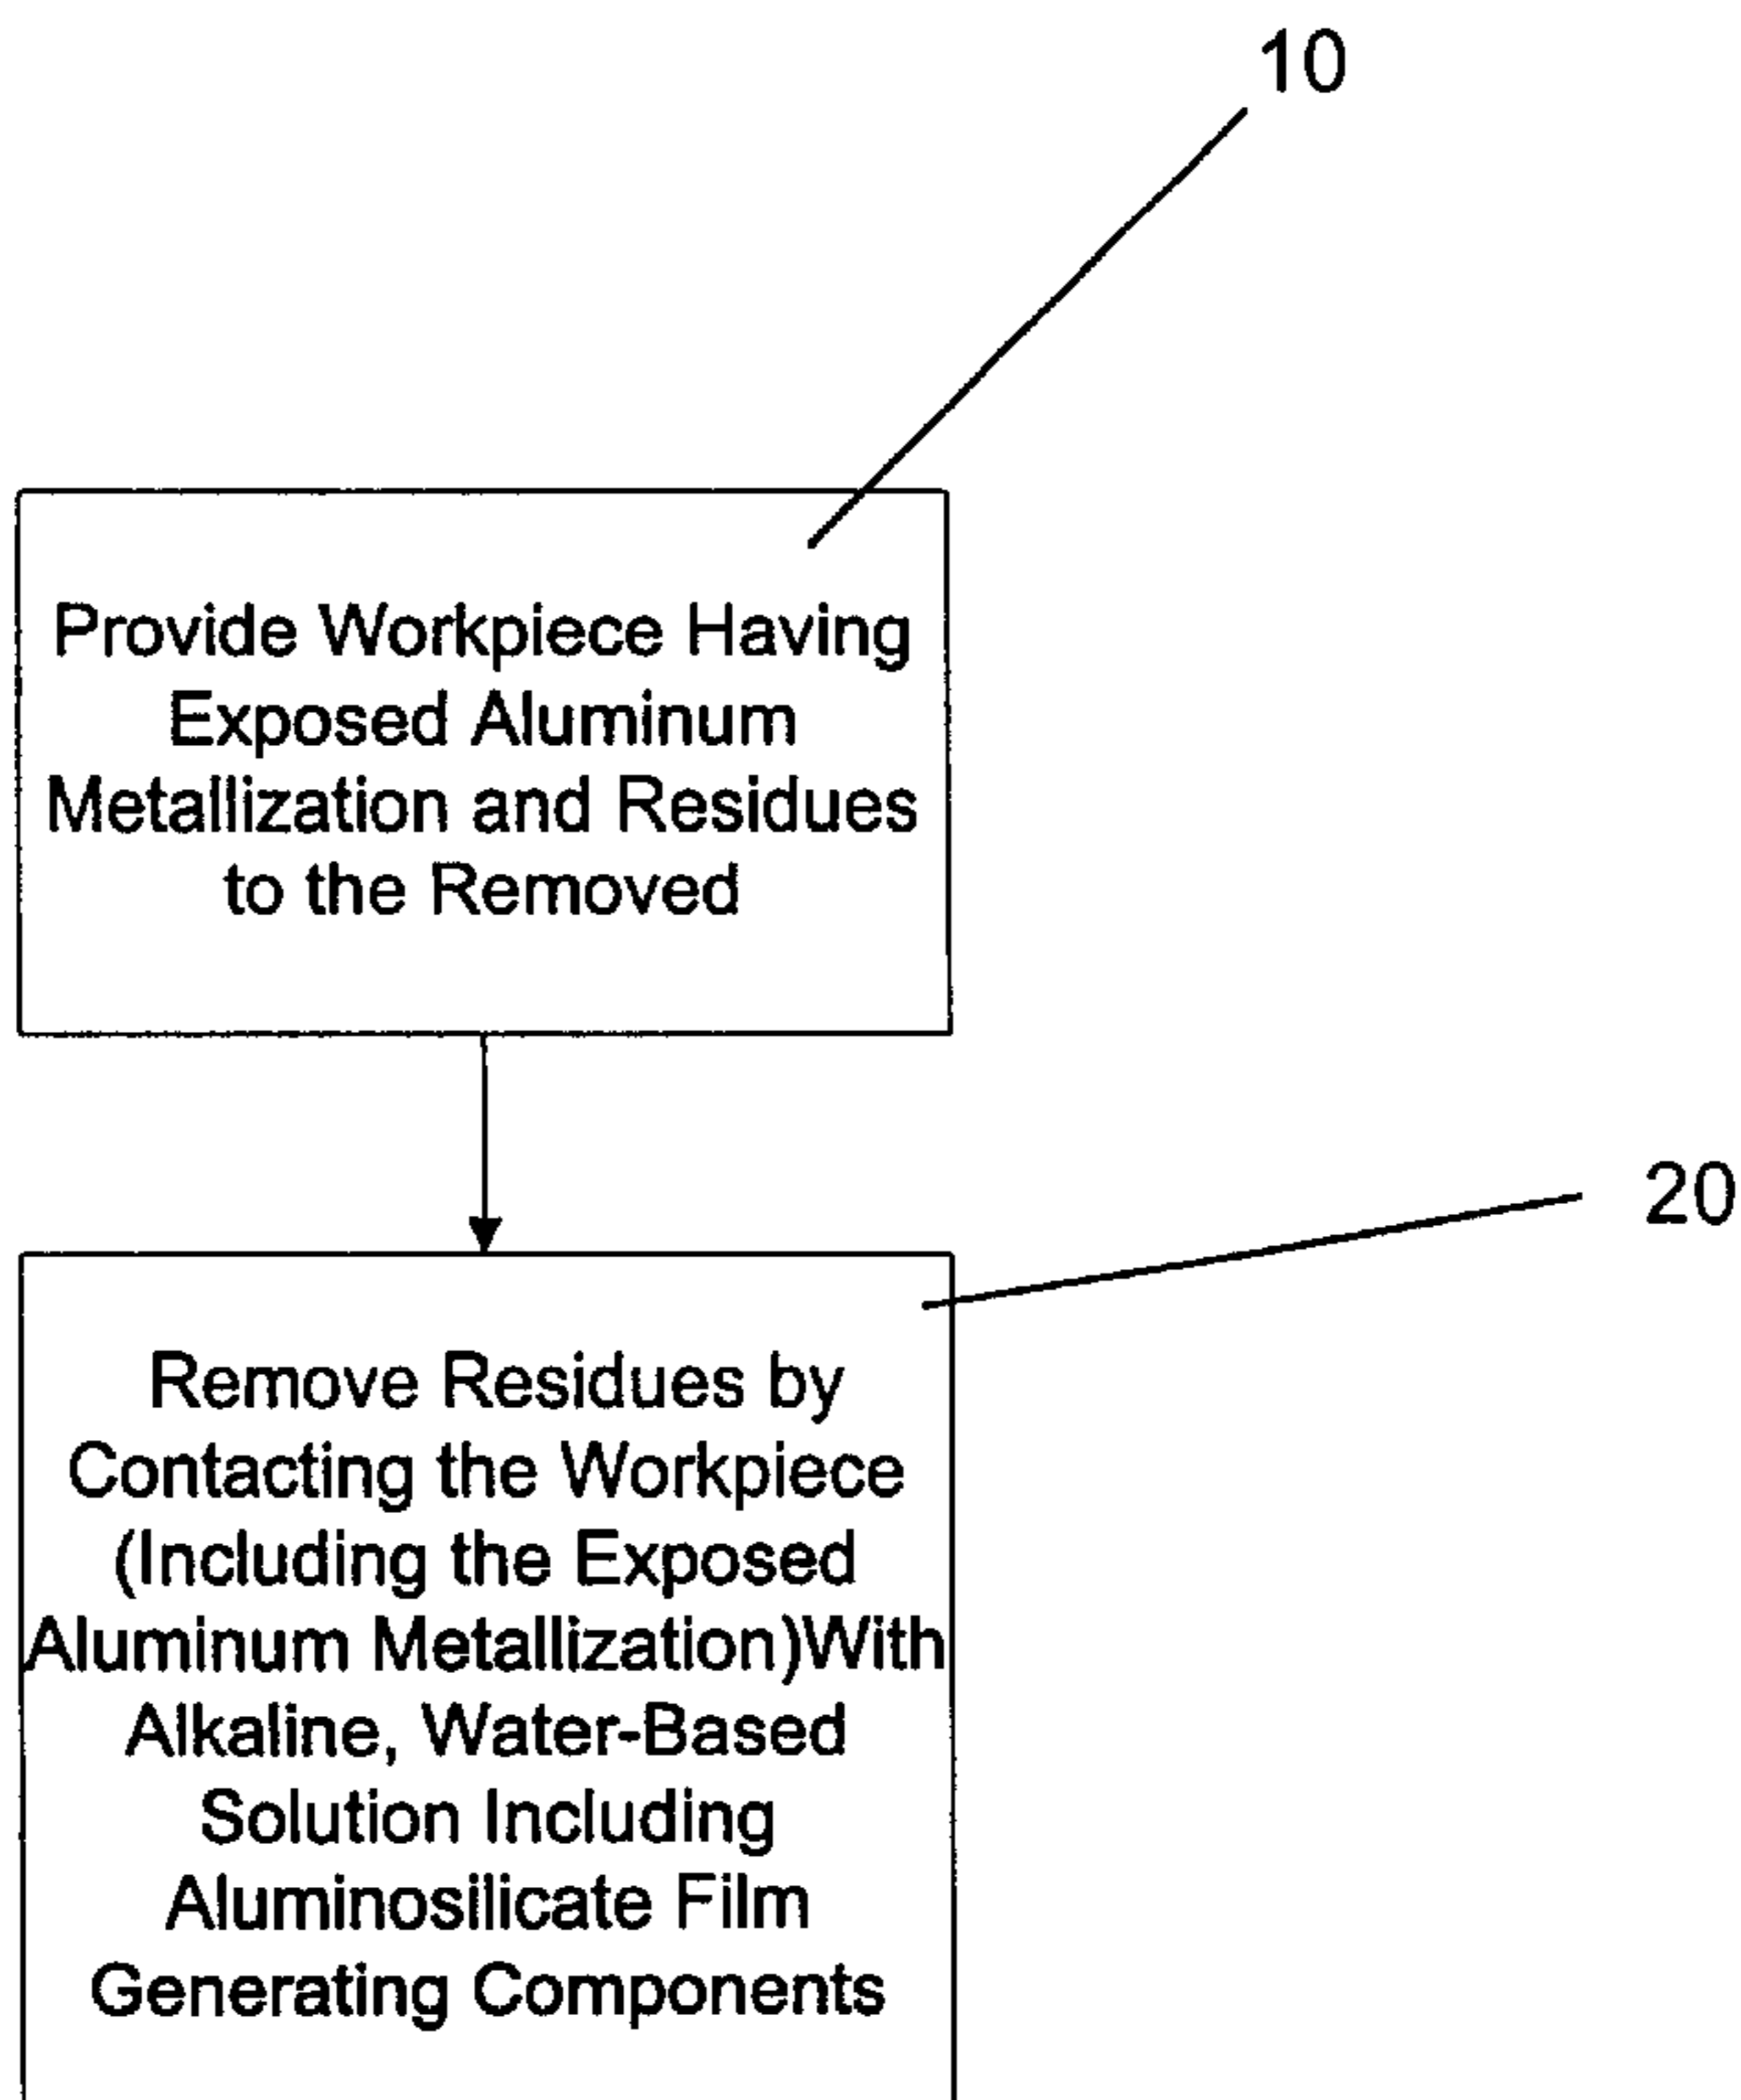 10
Provide Workpiece Having
Exposed Aluminum
Metallization and Residues
to the Removed
20
Remove Residues by
Contacting the Workpiece
(Including the Exposed
Aluminum Metallization)With
Alkaline, Water-Based
Solution Including
Aluminosilicate Film
Generating Components